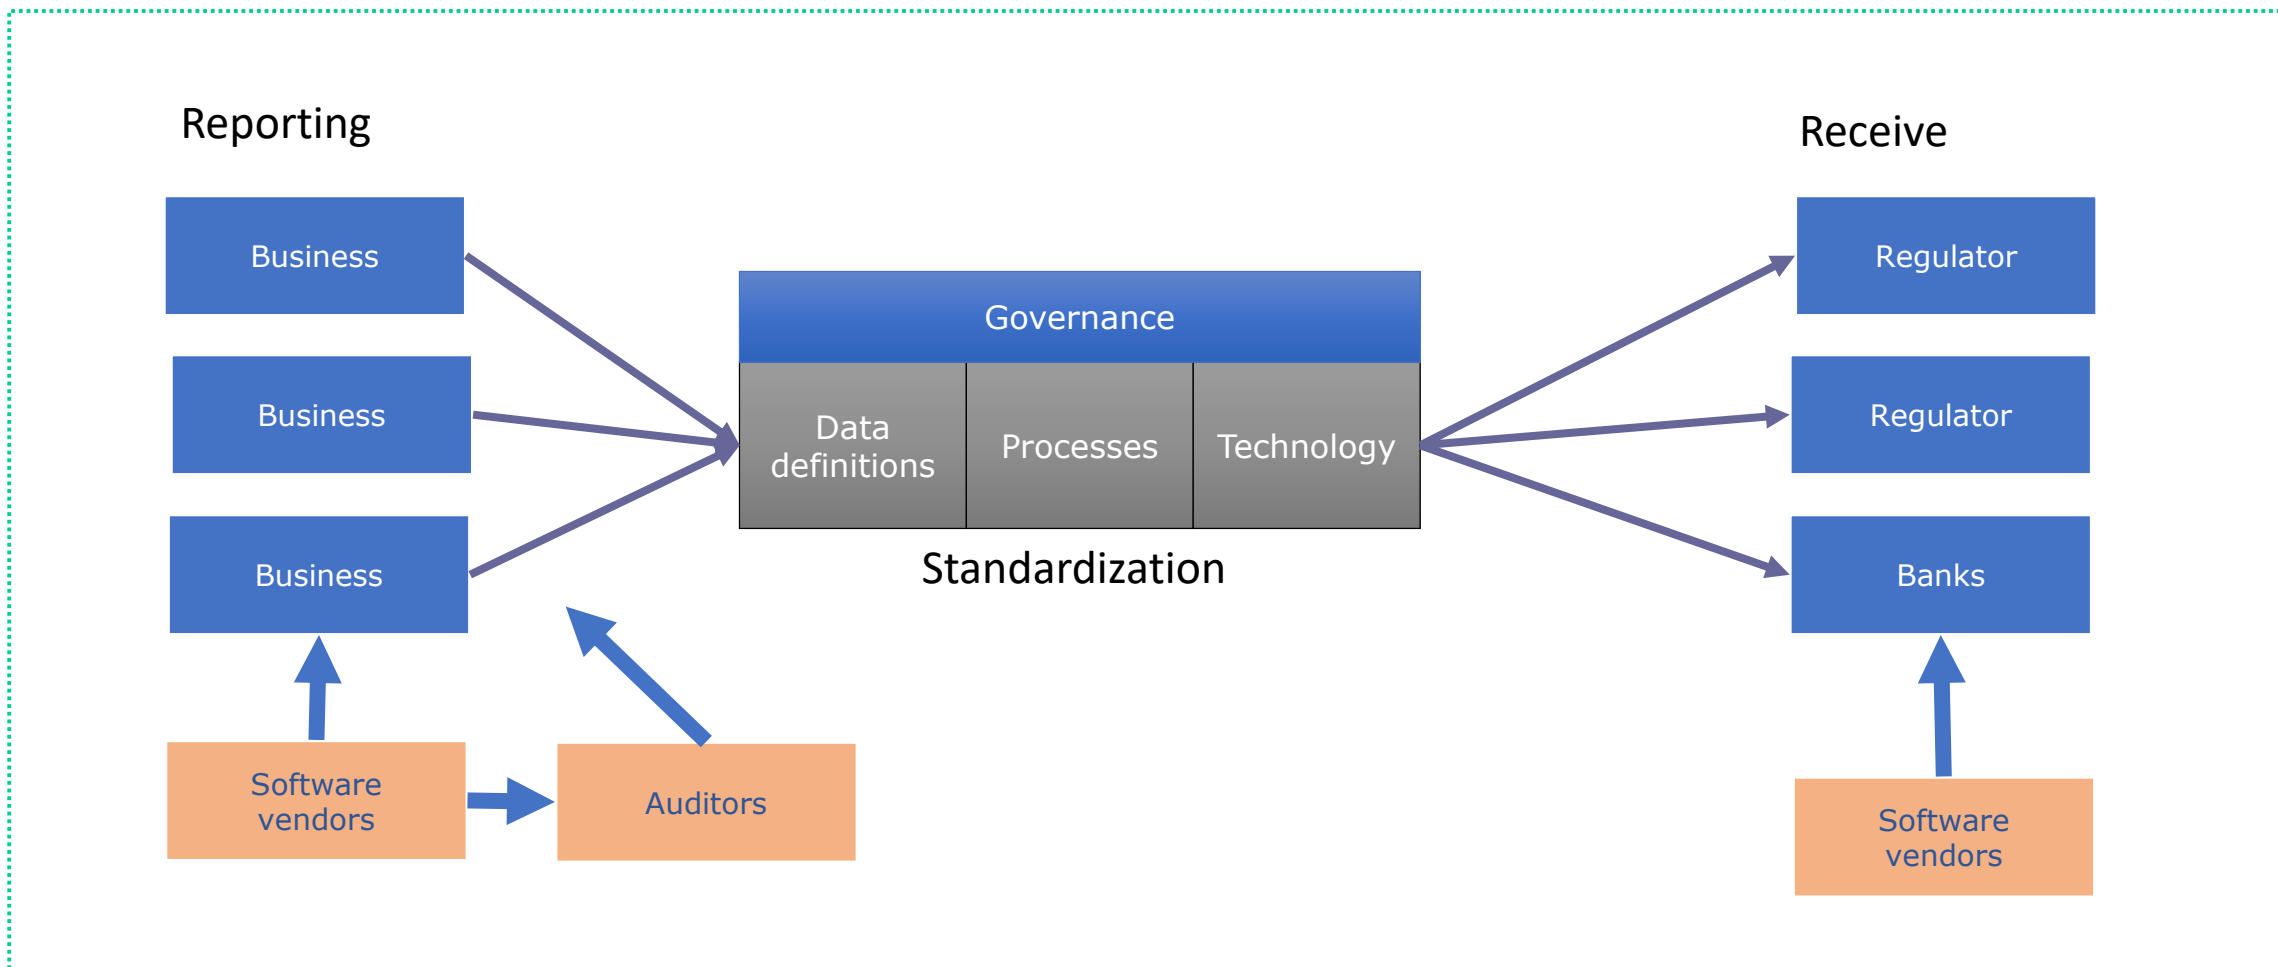 Reporting
Receive
Business
Regulator
Governance
Business
Data
definitions
Processes
Technology
Regulator
Business
Standardization
Banks
Software
vendors
Auditors
Software
vendors